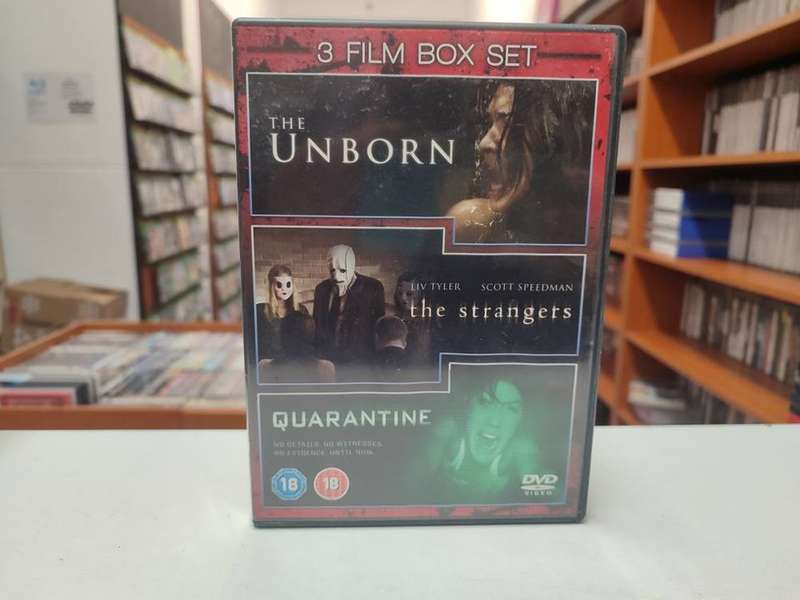 3 FILM BOX SET
THE
UNBORN
LIV TYLER SCOTT SPEEDMAN
the strangers
QUARANTINE
NO DETAILS. NO WITNESSES.
NO EVIDENCE. UNTIL NOW.
18 18
DVD
VIDEO